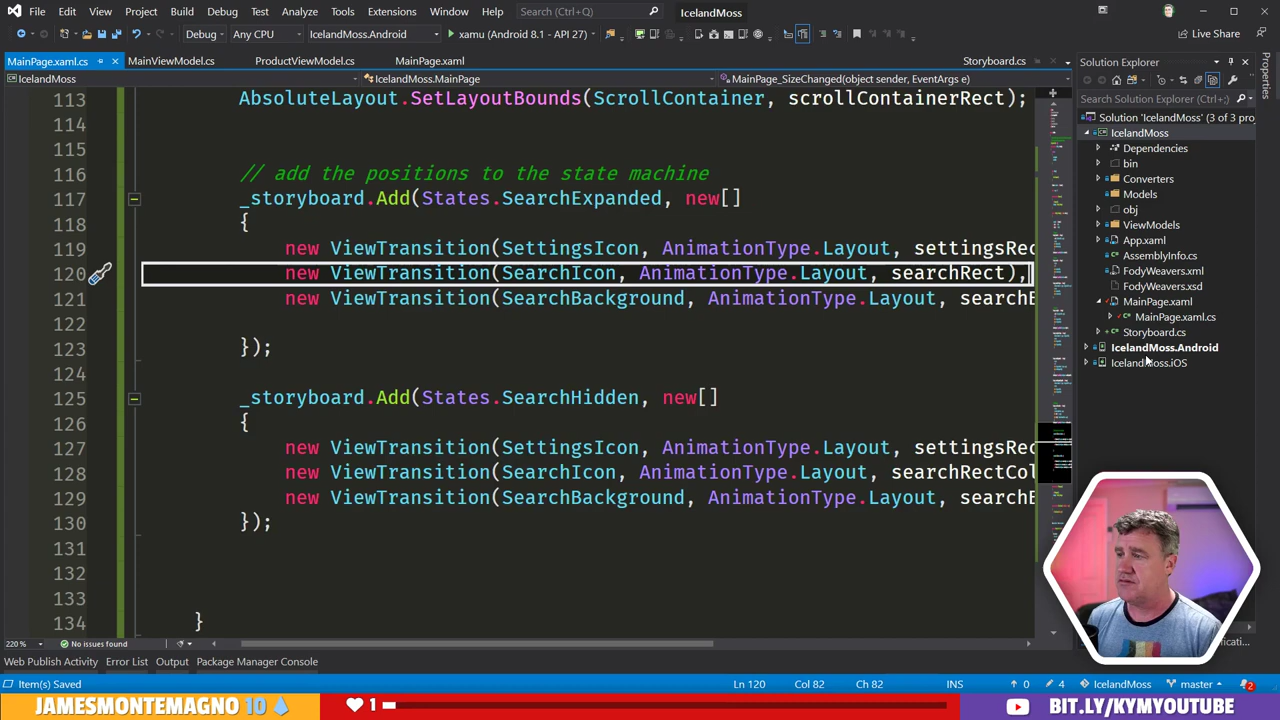 File Edit View Project Build Debug Test Analyze Tools Extensions Window Help Search (Ctrl+Q) IcelandMoss
Debug Any CPU IcelandMoss.Android xamu (Android 8.1 - API 27) Live Share
MainPage.xaml.cs MainViewModel.cs ProductViewModel.cs MainPage.xaml Storyboard.cs
IcelandMoss IcelandMoss.MainPage MainPage_SizeChanged(object sender, EventArgs e)
113 AbsoluteLayout.SetLayoutBounds(ScrollContainer, scrollContainerRect);
114
115
116 // add the positions to the state machine
117 _storyboard.Add(States.SearchExpanded, new[]
118 {
119 new ViewTransition(SettingsIcon, AnimationType.Layout, settingsRec
120 new ViewTransition(SearchIcon, AnimationType.Layout, searchRect),
121 new ViewTransition(SearchBackground, AnimationType.Layout, searchB
122
123 });
124
125 _storyboard.Add(States.SearchHidden, new[]
126 {
127 new ViewTransition(SettingsIcon, AnimationType.Layout, settingsRec
128 new ViewTransition(SearchIcon, AnimationType.Layout, searchRectCol
129 new ViewTransition(SearchBackground, AnimationType.Layout, searchB
130 });
131
132
133
134 }
220 % No issues found
Solution Explorer
Search Solution Explorer (Ctrl+;)
Solution 'IcelandMoss' (3 of 3 pro
IcelandMoss
Dependencies
bin
Converters
Models
obj
ViewModels
App.xaml
AssemblyInfo.cs
FodyWeavers.xml
FodyWeavers.xsd
MainPage.xaml
MainPage.xaml.cs
Storyboard.cs
IcelandMoss.Android
IcelandMoss.iOS
Properties
Web Publish Activity Error List Output Package Manager Console
Item(s) Saved Ln 120 Col 82 Ch 82 INS 0 4 IcelandMoss master 2
JAMESMONTEMAGNO 10 1 BIT.LY/KYMYOUTUBE